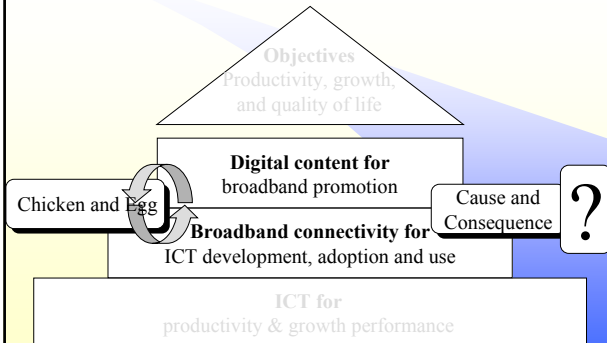 Objectives
Productivity, growth,
and quality of life
Digital content for
broadband promotion
Chicken and Egg
Cause and
Consequence
?
Broadband connectivity for
ICT development, adoption and use
ICT for
productivity & growth performance